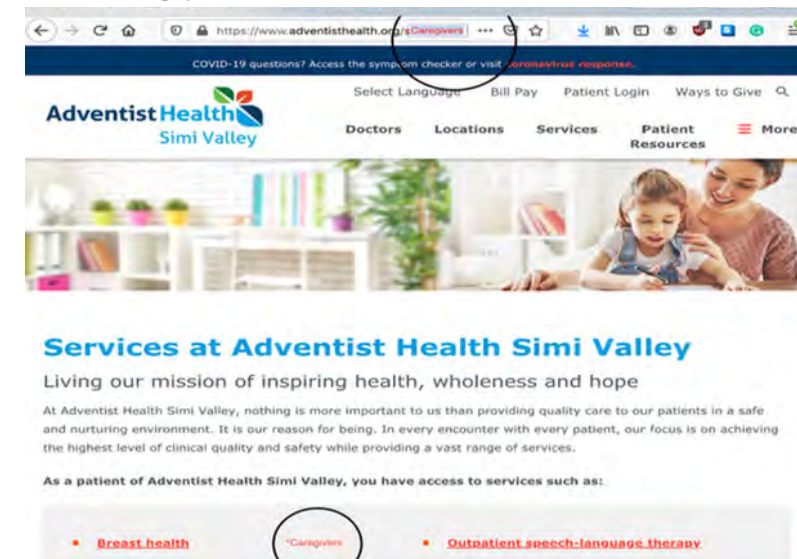 https://www.adventisthealth.org/sCaregivers
COVID-19 questions? Access the symptom checker or visit coronavirus response.
Select Language Bill Pay Patient Login Ways to Give
Adventist Health
Simi Valley
Doctors Locations Services Patient Resources More
Services at Adventist Health Simi Valley
Living our mission of inspiring health, wholeness and hope
At Adventist Health Simi Valley, nothing is more important to us than providing quality care to our patients in a safe
and nurturing environment. It is our reason for being. In every encounter with every patient, our focus is on achieving
the highest level of clinical quality and safety while providing a vast range of services.
As a patient of Adventist Health Simi Valley, you have access to services such as:
Breast health *Caregivers Outpatient speech-language therapy